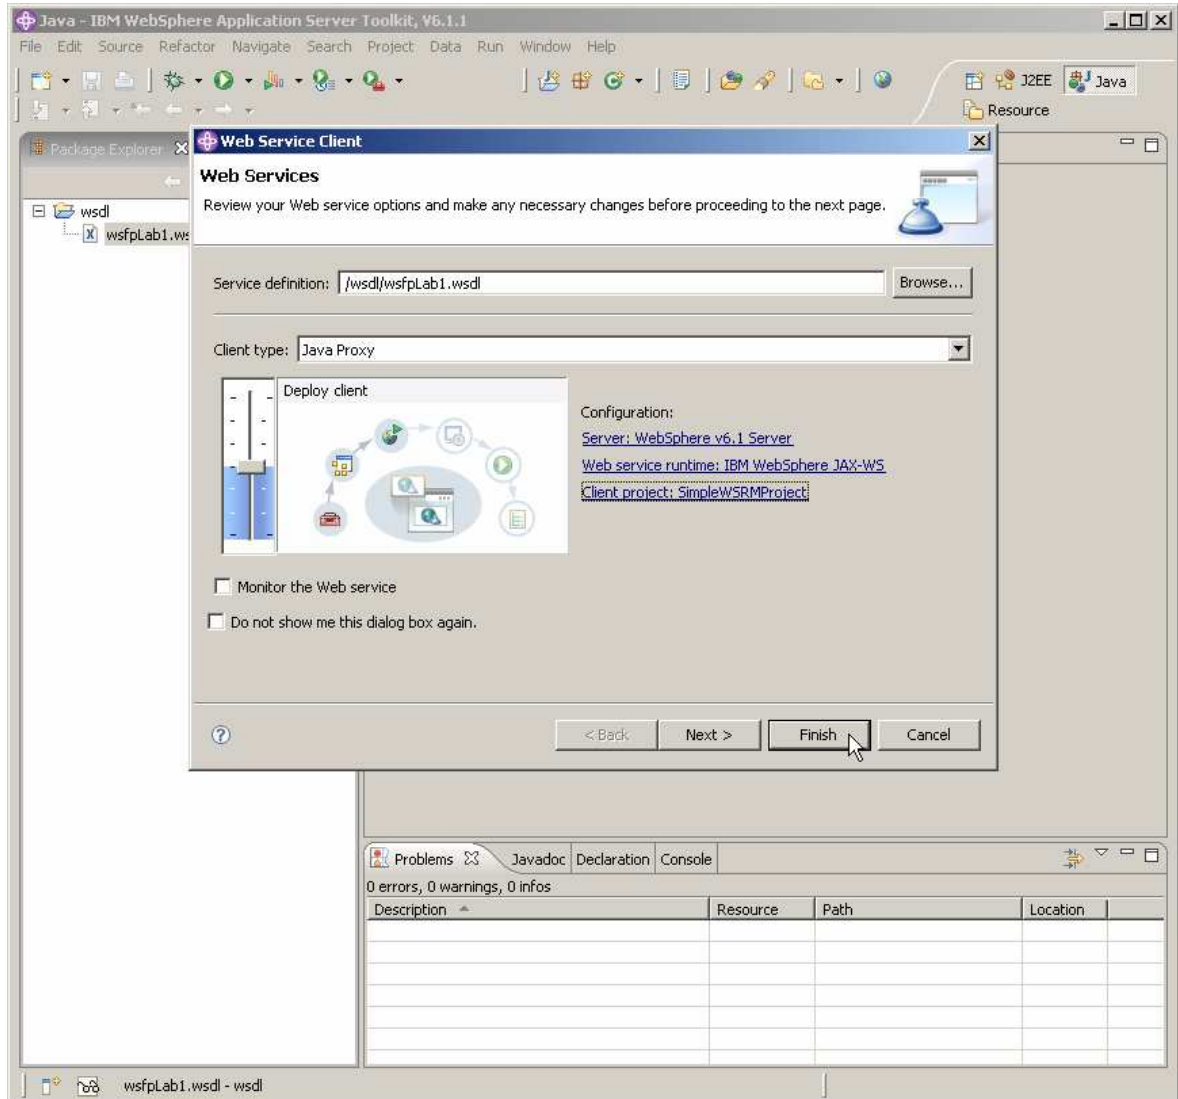 Java - IBM WebSphere Application Server Toolkit, V6.1.1
File Edit Source Refactor Navigate Search Project Data Run Window Help
J2EE Java
Resource
Package Explorer
wsdl
wsfpLab1.ws
Web Service Client
Web Services
Review your Web service options and make any necessary changes before proceeding to the next page.
Service definition: /wsdl/wsfpLab1.wsdl Browse...
Client type: Java Proxy
Deploy client
Configuration:
Server: WebSphere v6.1 Server
Web service runtime: IBM WebSphere JAX-WS
Client project: SimpleWSRMProject
Monitor the Web service
Do not show me this dialog box again.
< Back Next > Finish Cancel
Problems Javadoc Declaration Console
0 errors, 0 warnings, 0 infos
Description Resource Path Location
wsfpLab1.wsdl - wsdl